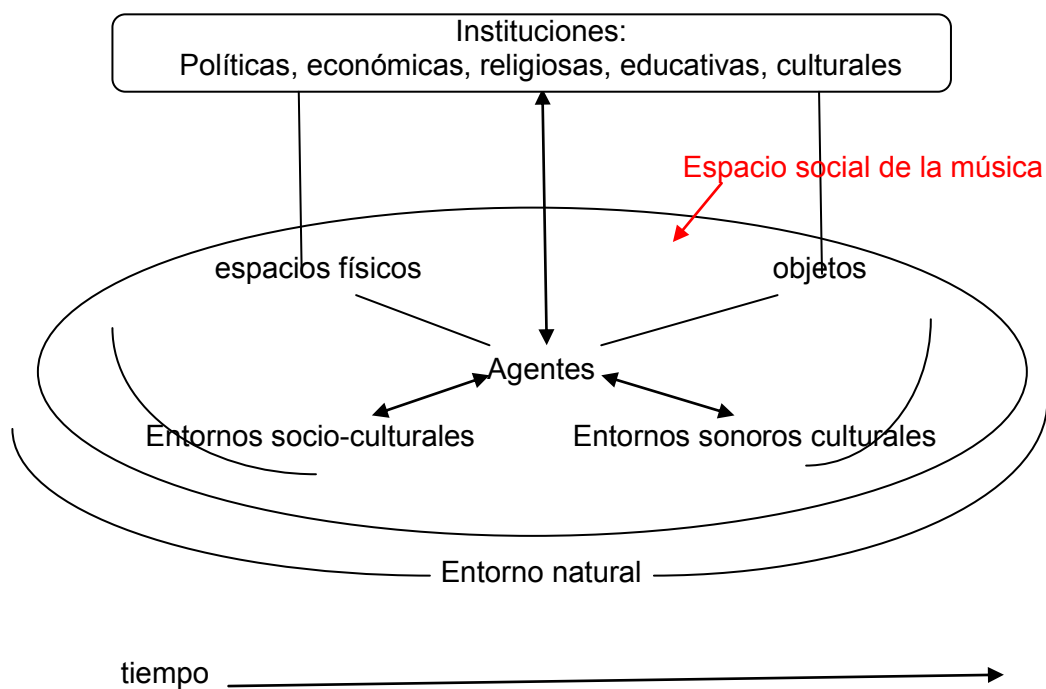 Instituciones:
Políticas, económicas, religiosas, educativas, culturales
Espacio social de la música
espacios físicos
objetos
Agentes
Entornos socio-culturales
Entornos sonoros culturales
Entorno natural
tiempo